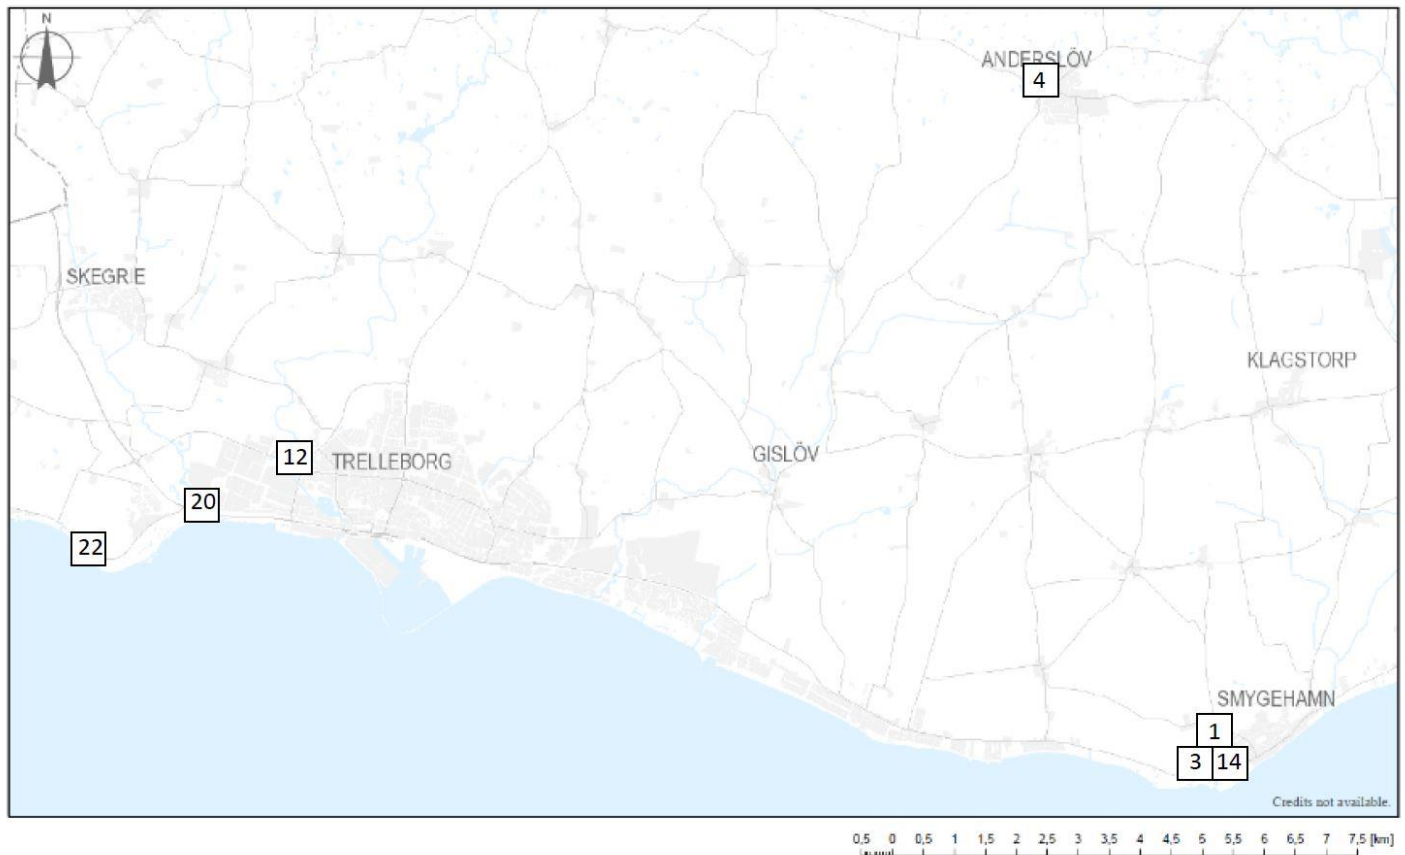 N
ANDERSLÖV
4
SKEGRIE
KLAGSTORP
12
TRELLEBORG
GISLÖV
20
22
SMYGEHAMN
1
3
14
Credits not available.
0,5 0 0,5 1 1,5 2 2,5 3 3,5 4 4,5 5 5,5 6 6,5 7 7,5 [km]